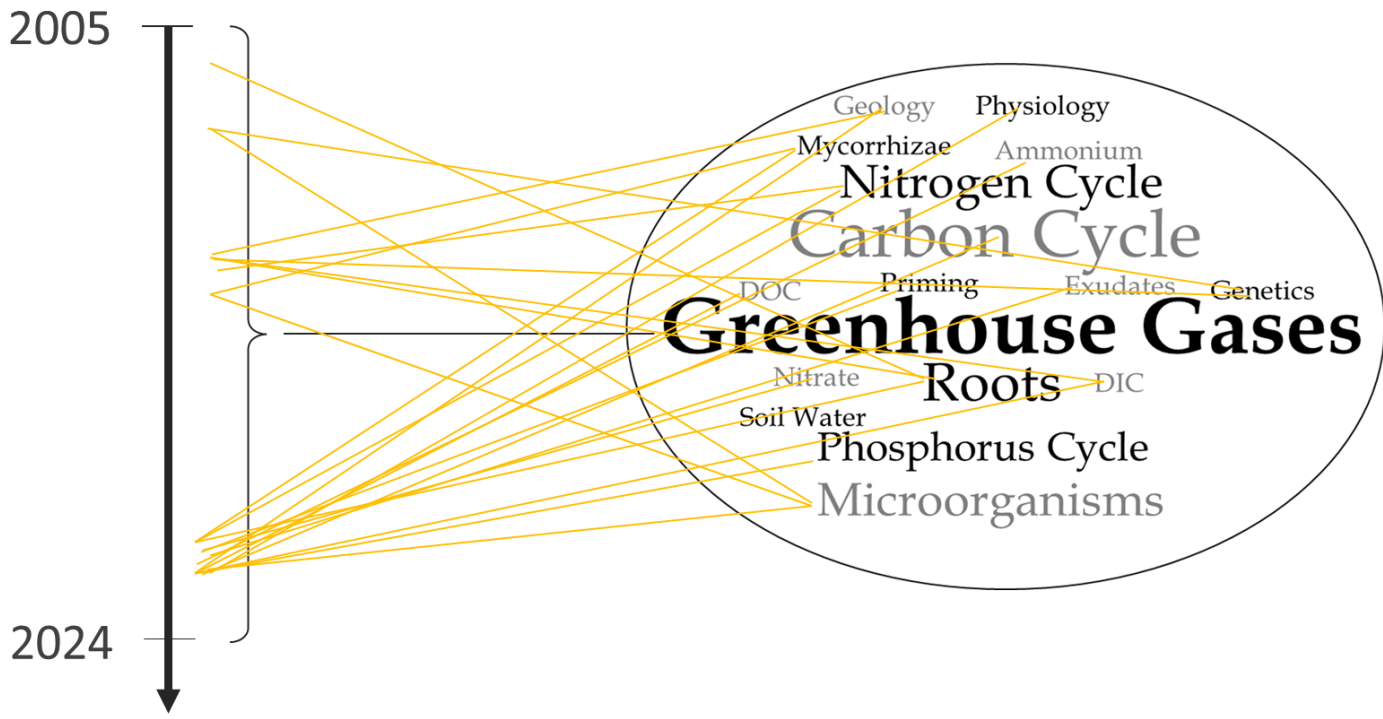 2005
Geology Physiology
Mycorrhizae Ammonium
Nitrogen Cycle
Carbon Cycle
DOC Priming Exudates Genetics
Greenhouse Gases
Nitrate Roots DIC
Soil Water
Phosphorus Cycle
Microorganisms
2024